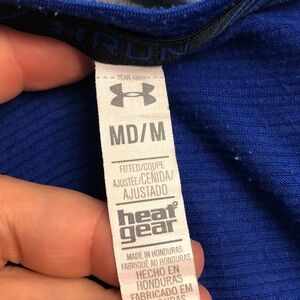 - TEAR AWAY -
MD/M
FITTED/COUPE
AJUSTÉE/CENIDA/
AJUSTADO
heat
gear
MADE IN HONDURAS
FABRIQUÉ AU HONDURAS
HECHO EN
HONDURAS
FABRICADO EM